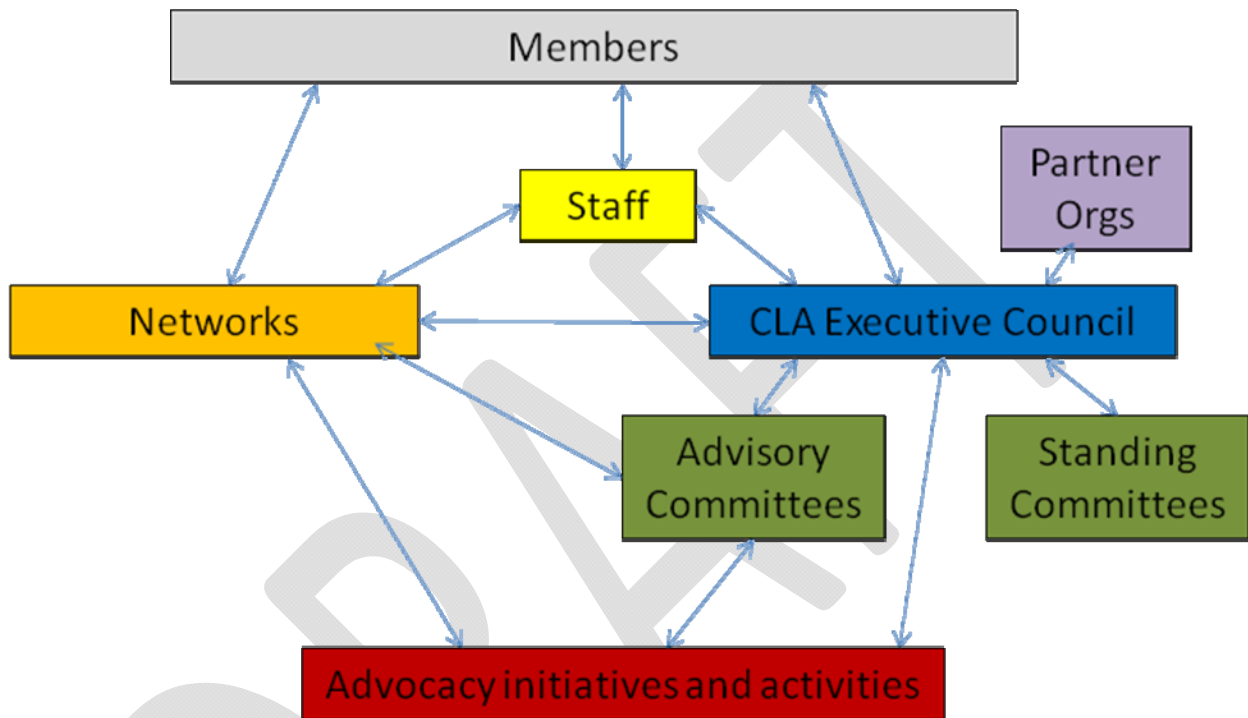 Members
Partner
Orgs
Staff
Networks
CLA Executive Council
Advisory
Committees
Standing
Committees
Advocacy initiatives and activities
DRAFT